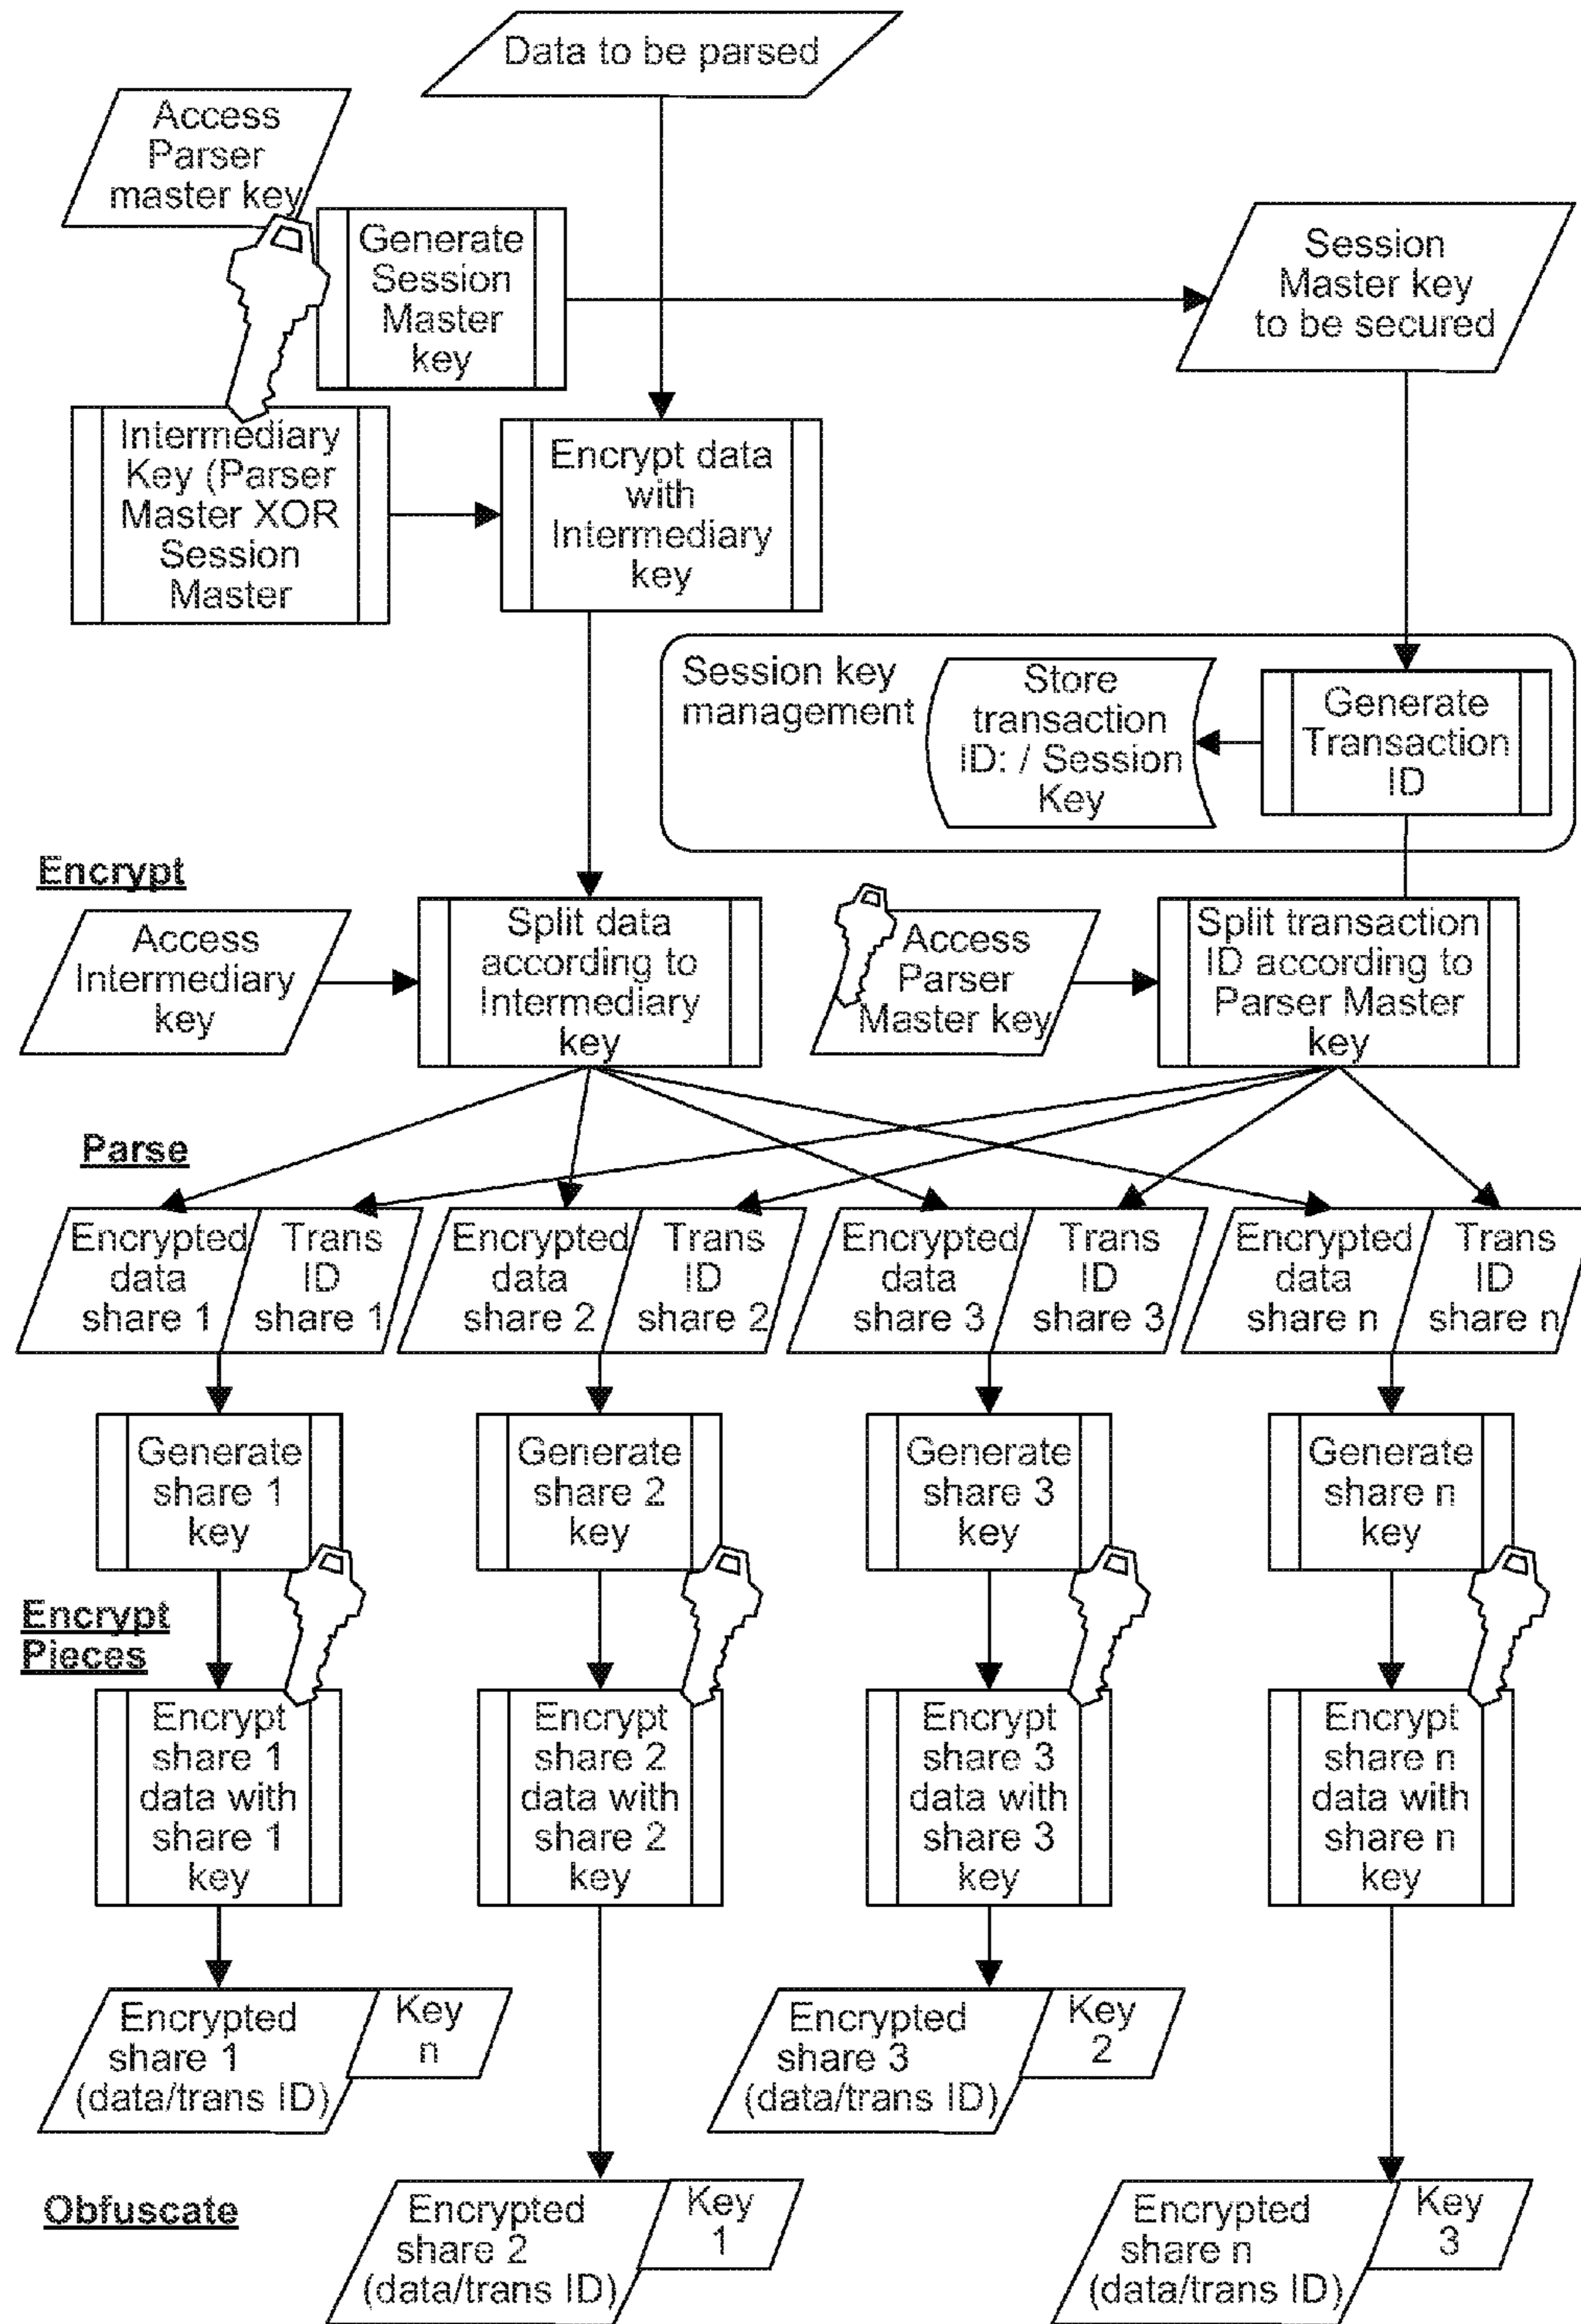 Data to be parsed
Access
Parser
master key
Generate
Session
Master
key
Session
Master key
to be secured
Intermediary
Key (Parser
Master XOR
Session
Master
Encrypt data
with
Intermediary
key
Session key
management
Store
transaction
ID: / Session
Key
Generate
Transaction
ID
Encrypt
Access
Intermediary
key
Split data
according to
Intermediary
key
Access
Parser
Master key
Split transaction
ID according to
Parser Master
key
Parse
Encrypted
data
share 1
Trans
ID
share 1
Encrypted
data
share 2
Trans
ID
share 2
Encrypted
data
share 3
Trans
ID
share 3
Encrypted
data
share n
Trans
ID
share n
Generate
share 1
key
Generate
share 2
key
Generate
share 3
key
Generate
share n
key
Encrypt
Pieces
Encrypt
share 1
data with
share 1
key
Encrypt
share 2
data with
share 2
key
Encrypt
share 3
data with
share 3
key
Encrypt
share n
data with
share n
key
Encrypted
share 1
(data/trans ID)
Key
n
Encrypted
share 3
(data/trans ID)
Key
2
Obfuscate
Encrypted
share 2
(data/trans ID)
Key
1
Encrypted
share n
(data/trans ID)
Key
3